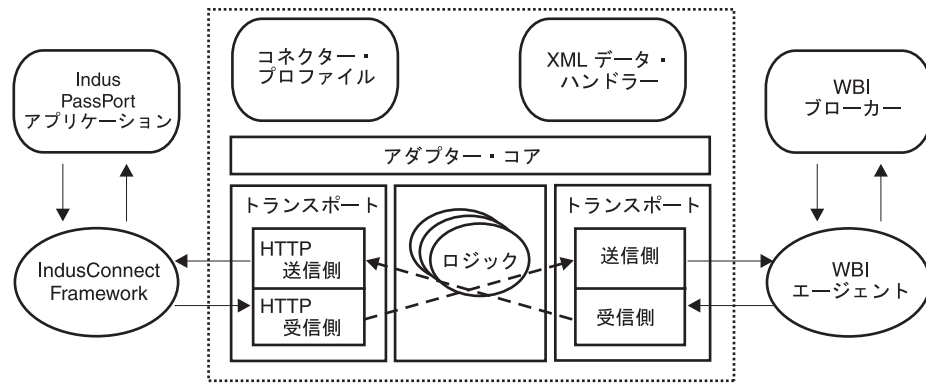 コネクター・
プロファイル
XML データ・
ハンドラー
Indus
PassPort
アプリケーション
WBI
ブローカー
アダプター・コア
トランスポート
トランスポート
HTTP
送信側
ロジック
送信側
IndusConnect
Framework
WBI
エージェント
HTTP
受信側
受信側